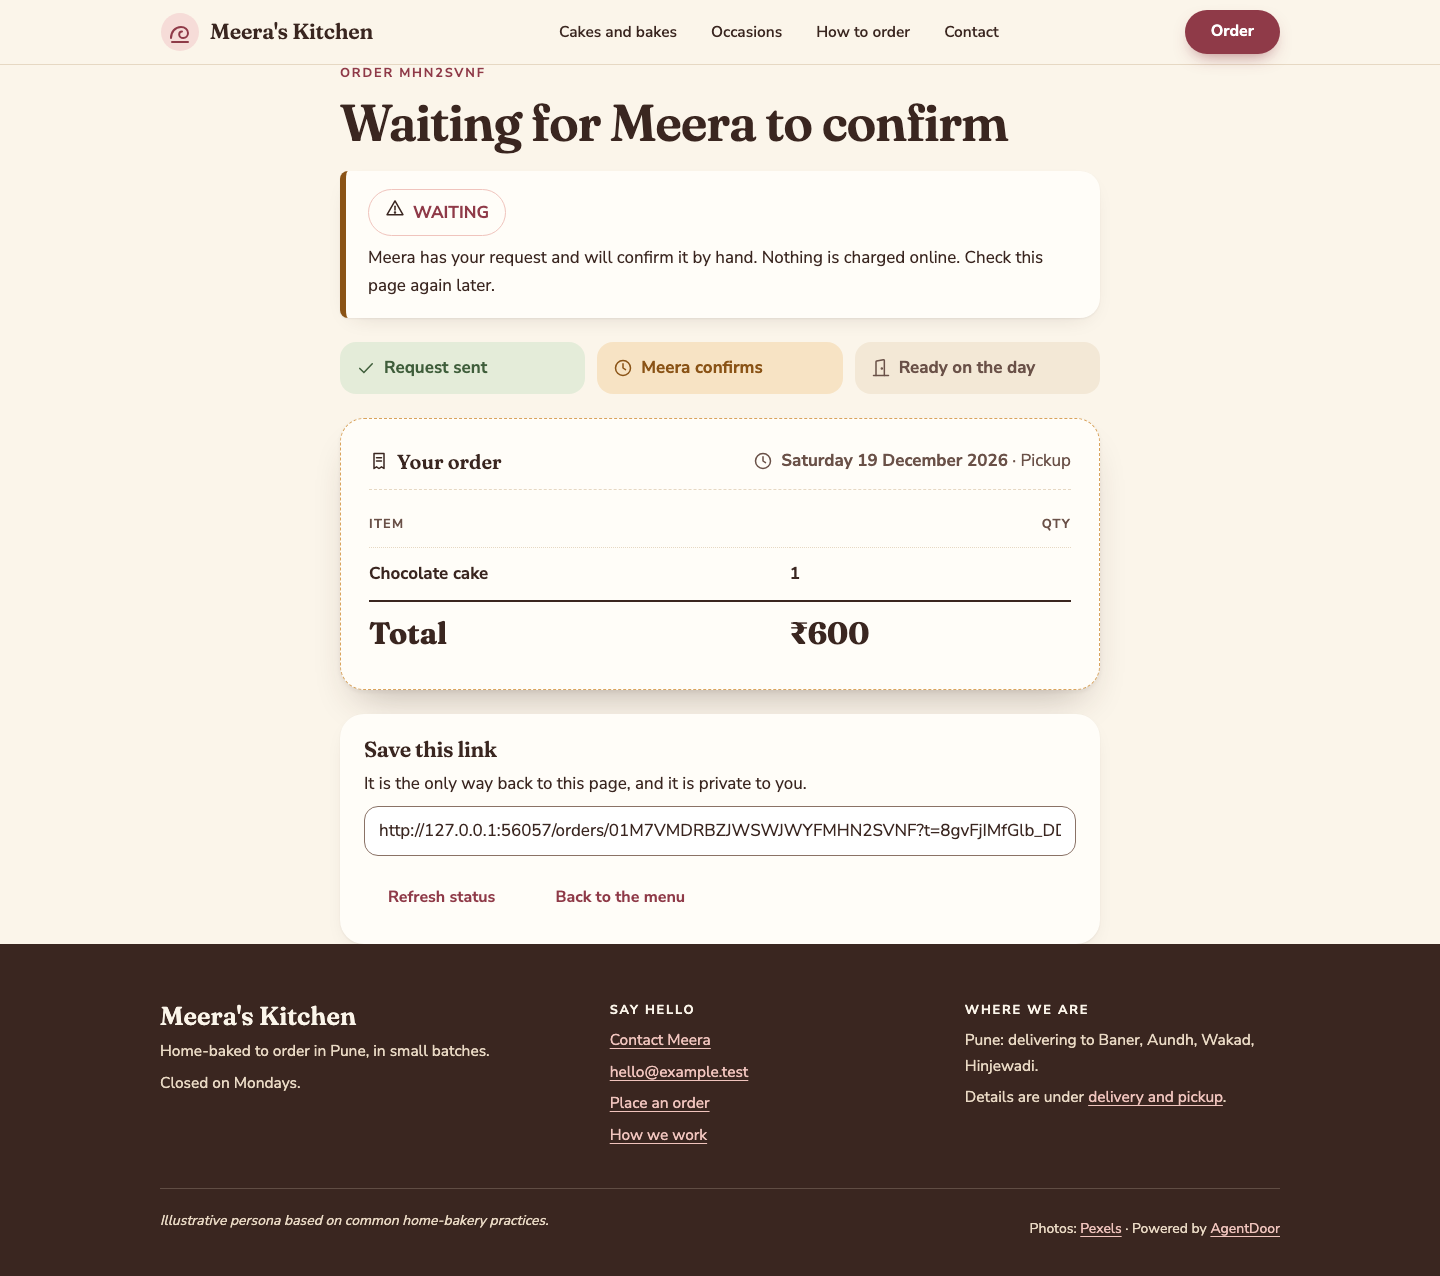 Meera's Kitchen
Cakes and bakes
Occasions
How to order
Contact
Order
ORDER MHN2SVNF
Waiting for Meera to confirm
WAITING
Meera has your request and will confirm it by hand. Nothing is charged online. Check this
page again later.
Request sent
Meera confirms
Ready on the day
Your order
Saturday 19 December 2026 · Pickup
ITEM QTY
Chocolate cake 1
Total ₹600
Save this link
It is the only way back to this page, and it is private to you.
http://127.0.0.1:56057/orders/01M7VMDRBZJWSWJWYFMHN2SVNF?t=8gvFjIMfGlb_DD
Refresh status
Back to the menu
Meera's Kitchen
Home-baked to order in Pune, in small batches.
Closed on Mondays.
SAY HELLO
Contact Meera
hello@example.test
Place an order
How we work
WHERE WE ARE
Pune: delivering to Baner, Aundh, Wakad,
Hinjewadi.
Details are under delivery and pickup.
Illustrative persona based on common home-bakery practices.
Photos: Pexels · Powered by AgentDoor